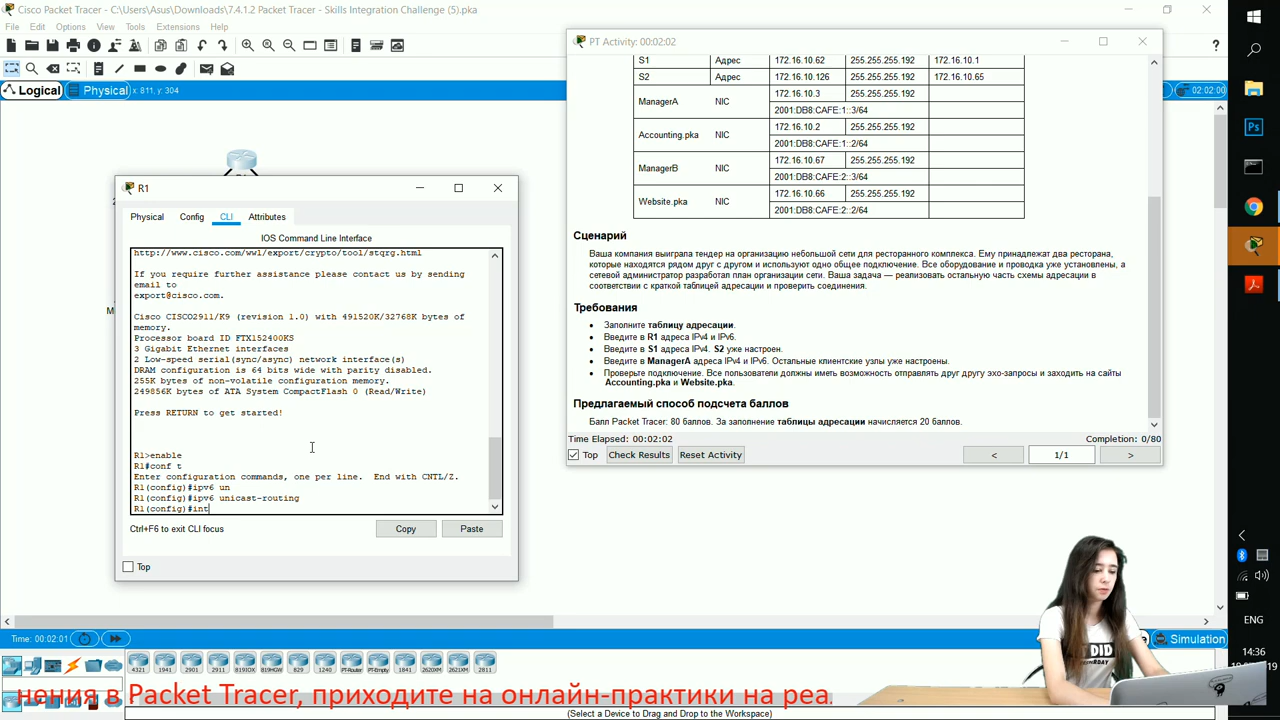 Cisco Packet Tracer - C:\Users\Asus\Downloads\7.4.1.2 Packet Tracer - Skills Integration Challenge (5).pka
File Edit Options View Tools Extensions Help
Logical Physical x: 811, y: 304
02:02:00
PT Activity: 00:02:02
S1 Адрес 172.16.10.62 255.255.255.192 172.16.10.1
S2 Адрес 172.16.10.126 255.255.255.192 172.16.10.65
ManagerA NIC 172.16.10.3 255.255.255.192
2001:DB8:CAFE:1::3/64
Accounting.pka NIC 172.16.10.2 255.255.255.192
2001:DB8:CAFE:1::2/64
ManagerB NIC 172.16.10.67 255.255.255.192
2001:DB8:CAFE:2::3/64
Website.pka NIC 172.16.10.66 255.255.255.192
2001:DB8:CAFE:2::2/64
Сценарий
Ваша компания выиграла тендер на организацию небольшой сети для ресторанного комплекса. Ему принадлежат два ресторана,
которые находятся рядом друг с другом и используют одно общее подключение. Все оборудование и проводка уже установлены, а
сетевой администратор разработал план организации сети. Ваша задача — реализовать остальную часть схемы адресации в
соответствии с краткой таблицей адресации и проверить соединения.
Требования
• Заполните таблицу адресации.
• Введите в R1 адреса IPv4 и IPv6.
• Введите в S1 адреса IPv4. S2 уже настроен.
• Введите в ManagerA адреса IPv4 и IPv6. Остальные клиентские узлы уже настроены.
• Проверьте подключение. Все пользователи должны иметь возможность отправлять друг другу эхо-запросы и заходить на сайты
Accounting.pka и Website.pka.
Предлагаемый способ подсчета баллов
Балл Packet Tracer: 80 баллов. За заполнение таблицы адресации начисляется 20 баллов.
Time Elapsed: 00:02:02 Completion: 0/80
Top Check Results Reset Activity < 1/1 >
R1
Physical Config CLI Attributes
IOS Command Line Interface
http://www.cisco.com/wwl/export/crypto/tool/stqrg.html
If you require further assistance please contact us by sending
email to
export@cisco.com.
Cisco CISCO2911/K9 (revision 1.0) with 491520K/32768K bytes of
memory.
Processor board ID FTX152400KS
3 Gigabit Ethernet interfaces
2 Low-speed serial(sync/async) network interface(s)
DRAM configuration is 64 bits wide with parity disabled.
255K bytes of non-volatile configuration memory.
249856K bytes of ATA System CompactFlash 0 (Read/Write)
Press RETURN to get started!
R1>enable
R1#conf t
Enter configuration commands, one per line. End with CNTL/Z.
R1(config)#ipv6 un
R1(config)#ipv6 unicast-routing
R1(config)#int
Ctrl+F6 to exit CLI focus Copy Paste
Top
Time: 00:02:01 Simulation
4321 1941 2901 2911 819IOX 819HGW 829 1240 PT-Router PT-Empty 1841 2620XM 2621XM 2811
(Select a Device to Drag and Drop to the Workspace)
нения в Packet Tracer, приходите на онлайн-практики на реа
ENG
14:36